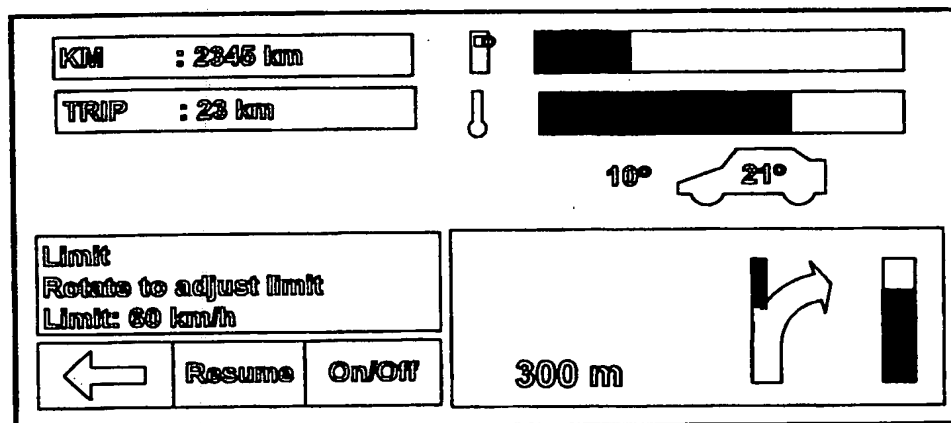 KM : 2345 km
TRIP : 23 km
10° 21°
Limit
Rotate to adjust limit
Limit: 60 km/h
Resume On/Off
300 m